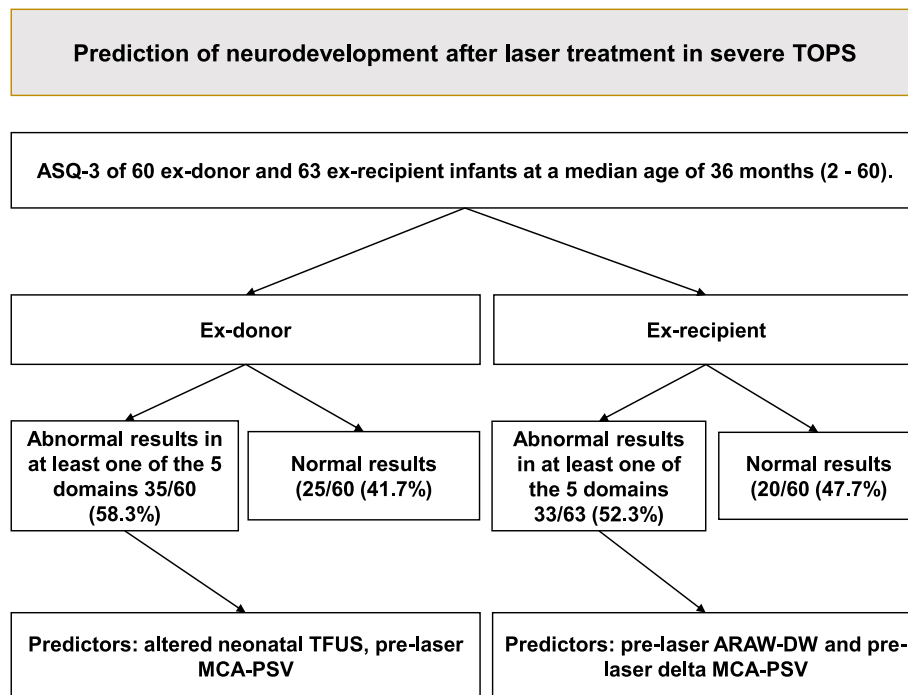 Prediction of neurodevelopment after laser treatment in severe TOPS
ASQ-3 of 60 ex-donor and 63 ex-recipient infants at a median age of 36 months (2 - 60).
Ex-donor
Ex-recipient
Abnormal results in
at least one of the 5
domains 35/60
(58.3%)
Normal results
(25/60 (41.7%)
Abnormal results
in at least one of
the 5 domains
33/63 (52.3%)
Normal results
(20/60 (47.7%)
Predictors: altered neonatal TFUS, pre-laser
MCA-PSV
Predictors: pre-laser ARAW-DW and pre-
laser delta MCA-PSV